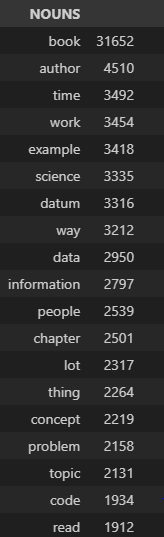 NOUNS
book 31652
author 4510
time 3492
work 3454
example 3418
science 3335
datum 3316
way 3212
data 2950
information 2797
people 2539
chapter 2501
lot 2317
thing 2264
concept 2219
problem 2158
topic 2131
code 1934
read 1912